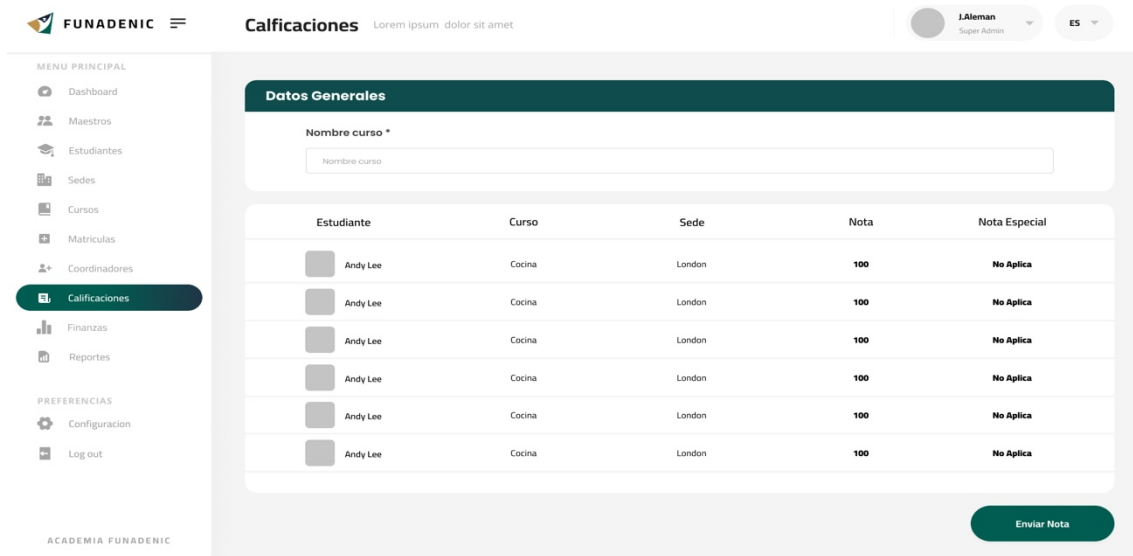 FUNADENIC
Calficaciones Lorem ipsum dolor sit amet
J.Aleman
Super Admin
ES
MENU PRINCIPAL
Dashboard
Maestros
Estudiantes
Sedes
Cursos
Matriculas
Coordinadores
Calificaciones
Finanzas
Reportes
PREFERENCIAS
Configuracion
Log out
ACADEMIA FUNADENIC
Datos Generales
Nombre curso *
Nombre curso
Estudiante Curso Sede Nota Nota Especial
Andy Lee Cocina London 100 No Aplica
Andy Lee Cocina London 100 No Aplica
Andy Lee Cocina London 100 No Aplica
Andy Lee Cocina London 100 No Aplica
Andy Lee Cocina London 100 No Aplica
Andy Lee Cocina London 100 No Aplica
Enviar Nota